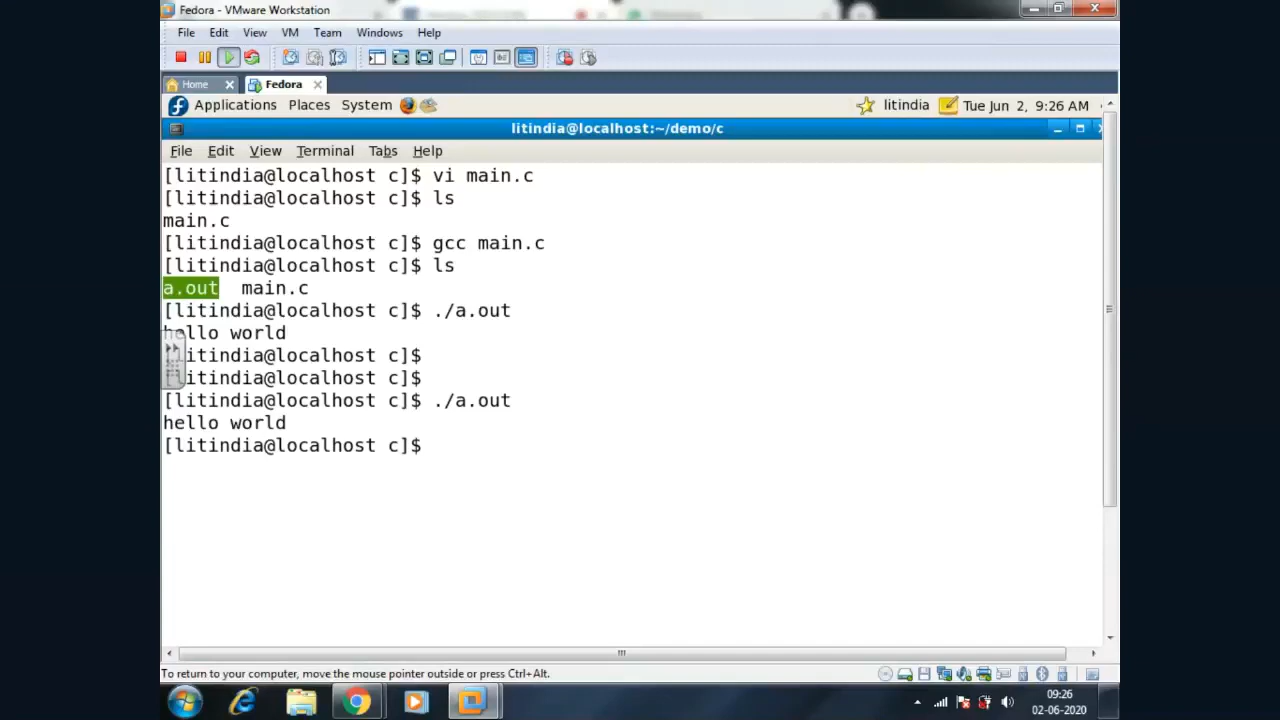 Fedora - VMware Workstation
File Edit View VM Team Windows Help
Home Fedora
Applications Places System litindia Tue Jun 2, 9:26 AM
litindia@localhost:~/demo/c
File Edit View Terminal Tabs Help
[litindia@localhost c]$ vi main.c
[litindia@localhost c]$ ls
main.c
[litindia@localhost c]$ gcc main.c
[litindia@localhost c]$ ls
a.out main.c
[litindia@localhost c]$ ./a.out
hello world
[litindia@localhost c]$
[litindia@localhost c]$
[litindia@localhost c]$ ./a.out
hello world
[litindia@localhost c]$
To return to your computer, move the mouse pointer outside or press Ctrl+Alt.
09:26
02-06-2020